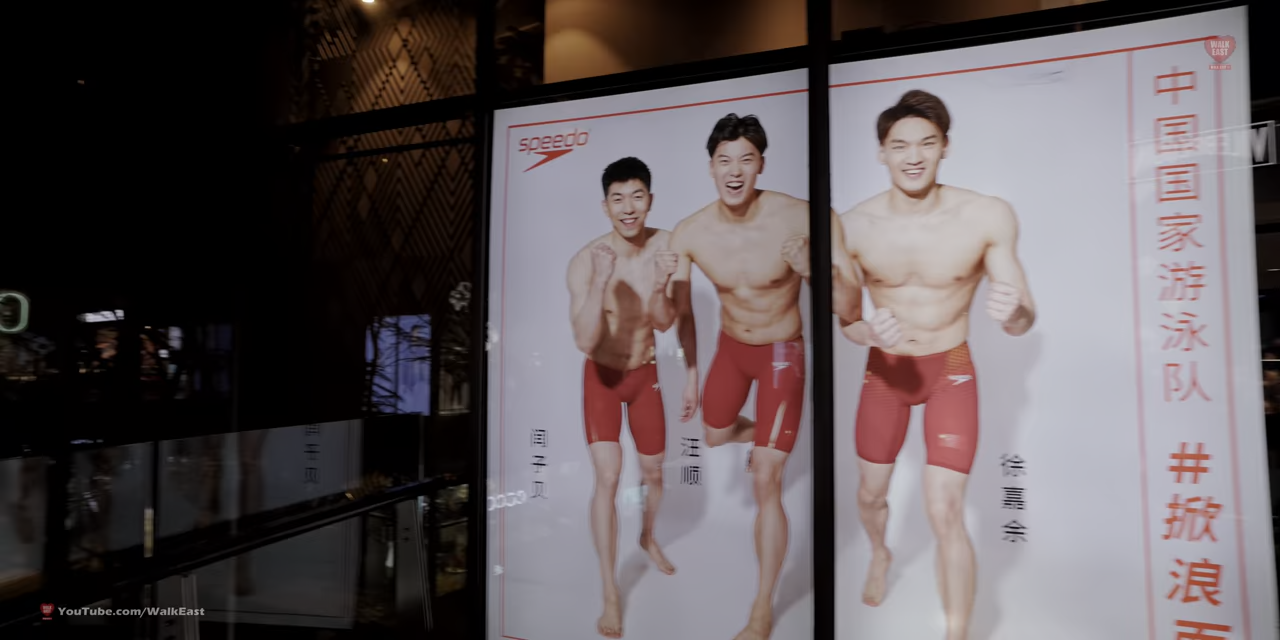 speedo
闫子贝
汪顺
徐嘉余
中国国家游泳队
#掀浪
WALK EAST
YouTube.com/WalkEast